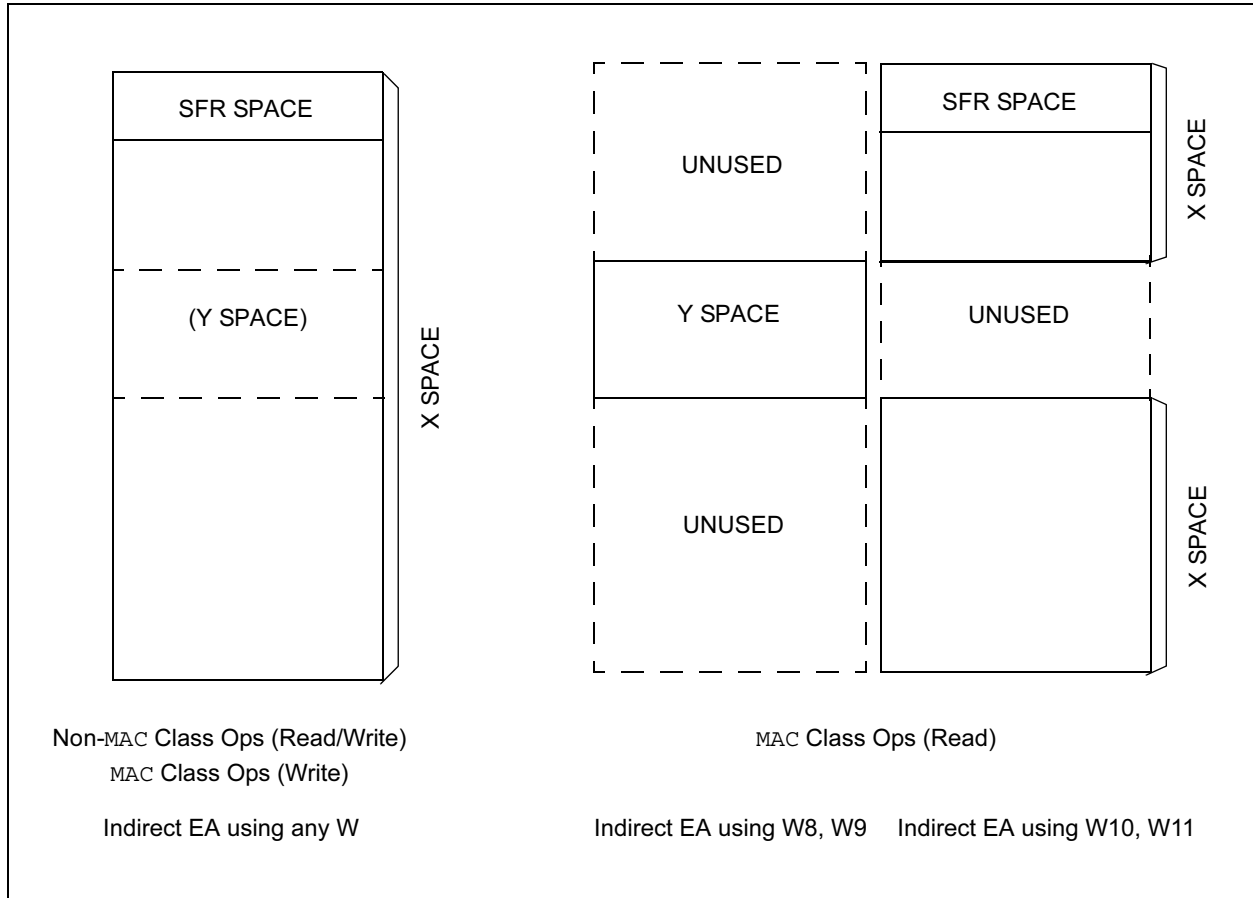 SFR SPACE
(Y SPACE)
X SPACE
UNUSED
Y SPACE
UNUSED
SFR SPACE
X SPACE
UNUSED
X SPACE
Non-MAC Class Ops (Read/Write)
MAC Class Ops (Write)
Indirect EA using any W
MAC Class Ops (Read)
Indirect EA using W8, W9
Indirect EA using W10, W11